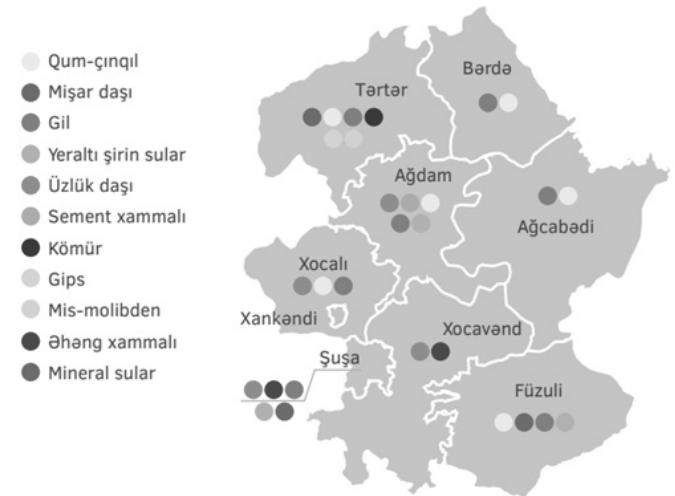 Qum-çınqıl
Mişar daşı
Gil
Yeraltı şirin sular
Üzlük daşı
Sement xammalı
Kömür
Gips
Mis-molibden
Əhəng xammalı
Mineral sular
Bərdə
Tərtər
Ağdam
Ağcabədi
Xocalı
Xankəndi
Xocavənd
Şuşa
Füzuli